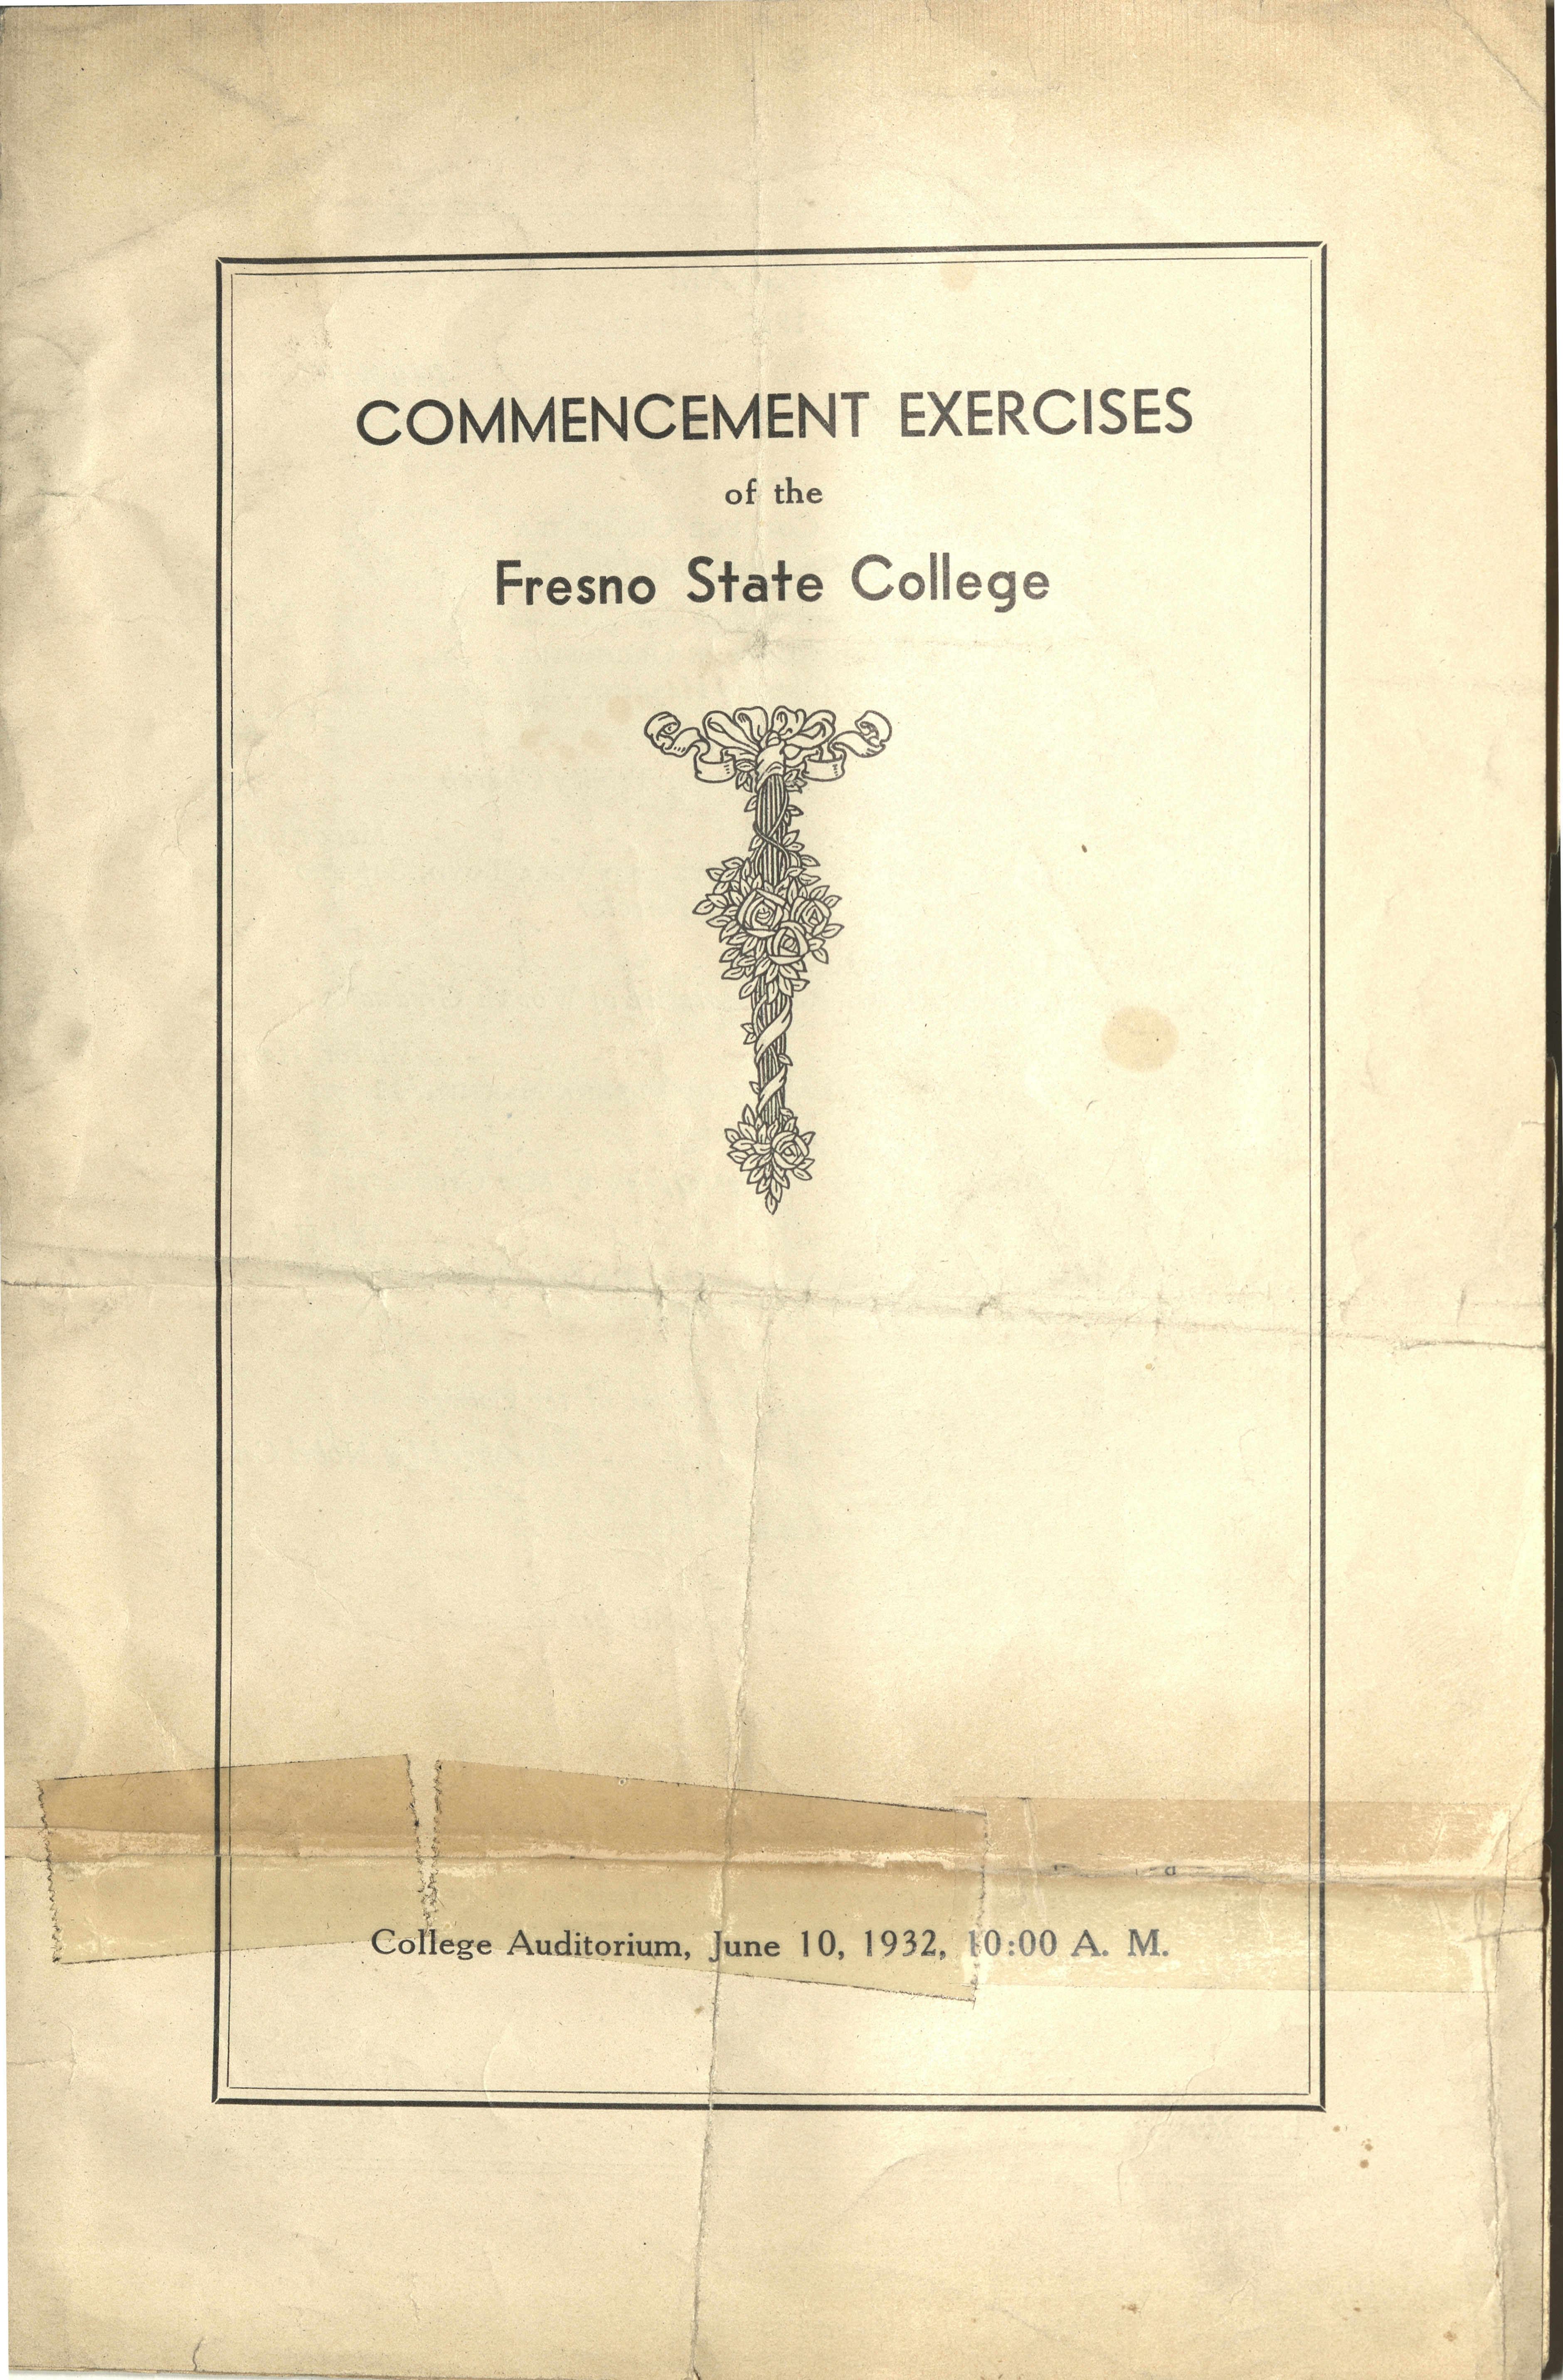 COMMENCEMENT EXERCISES
of the
Fresno State College
College Auditorium, June 10, 1932, 10:00 A. M.